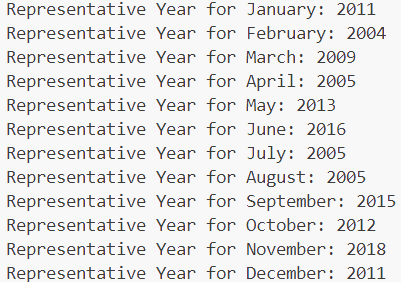 Representative Year for January: 2011
Representative Year for February: 2004
Representative Year for March: 2009
Representative Year for April: 2005
Representative Year for May: 2013
Representative Year for June: 2016
Representative Year for July: 2005
Representative Year for August: 2005
Representative Year for September: 2015
Representative Year for October: 2012
Representative Year for November: 2018
Representative Year for December: 2011